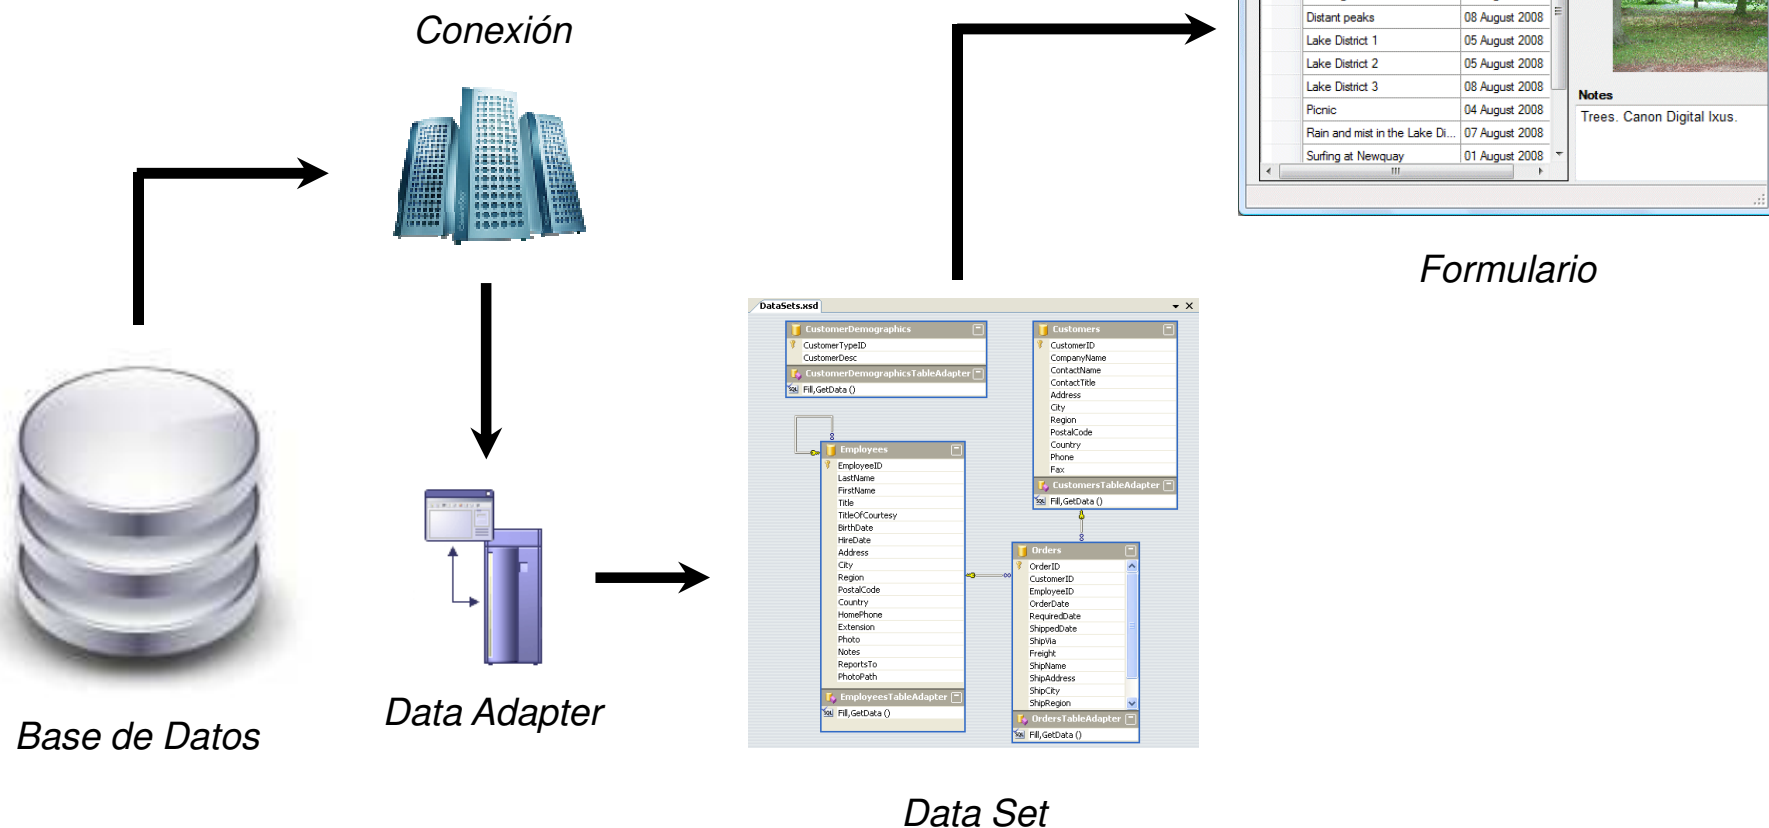 Conexión
Distant peaks 08 August 2008
Lake District 1 05 August 2008
Lake District 2 05 August 2008
Lake District 3 08 August 2008
Picnic 04 August 2008
Rain and mist in the Lake Di... 07 August 2008
Surfing at Newquay 01 August 2008
Notes
Trees. Canon Digital Ixus.
Formulario
DataSets.xsd
CustomerDemographics
CustomerTypeID
CustomerDesc
CustomerDemographicsTableAdapter
SQL Fill,GetData ()
Customers
CustomerID
CompanyName
ContactName
ContactTitle
Address
City
Region
PostalCode
Country
Phone
Fax
CustomersTableAdapter
SQL Fill,GetData ()
Employees
EmployeeID
LastName
FirstName
Title
TitleOfCourtesy
BirthDate
HireDate
Address
City
Region
PostalCode
Country
HomePhone
Extension
Photo
Notes
ReportsTo
PhotoPath
EmployeesTableAdapter
SQL Fill,GetData ()
Orders
OrderID
CustomerID
EmployeeID
OrderDate
RequiredDate
ShippedDate
ShipVia
Freight
ShipName
ShipAddress
ShipCity
ShipRegion
OrdersTableAdapter
SQL Fill,GetData ()
Base de Datos
Data Adapter
Data Set